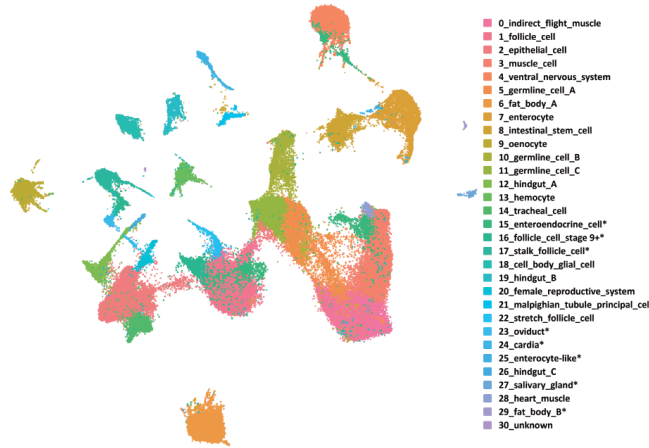 0_indirect_flight_muscle
1_follicle_cell
2_epithelial_cell
3_muscle_cell
4_ventral_nervous_system
5_germline_cell_A
6_fat_body_A
7_enterocyte
8_intestinal_stem_cell
9_oenocyte
10_germline_cell_B
11_germline_cell_C
12_hindgut_A
13_hemocyte
14_tracheal_cell
15_enteroendocrine_cell*
16_follicle_cell_stage 9+*
17_stalk_follicle_cell*
18_cell_body_glial_cell
19_hindgut_B
20_female_reproductive_system
21_malpighian_tubule_principal_cel
22_stretch_follicle_cell
23_oviduct*
24_cardia*
25_enterocyte-like*
26_hindgut_C
27_salivary_gland*
28_heart_muscle
29_fat_body_B*
30_unknown